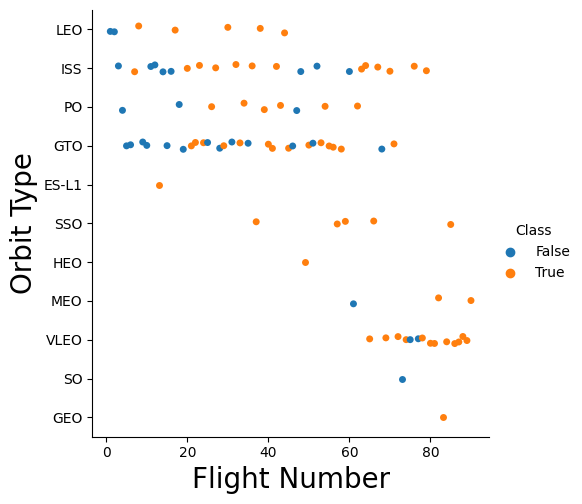 LEO
ISS
PO
GTO
ES-L1
SSO
HEO
MEO
VLEO
SO
GEO
Orbit Type
0 20 40 60 80
Flight Number
Class
False
True